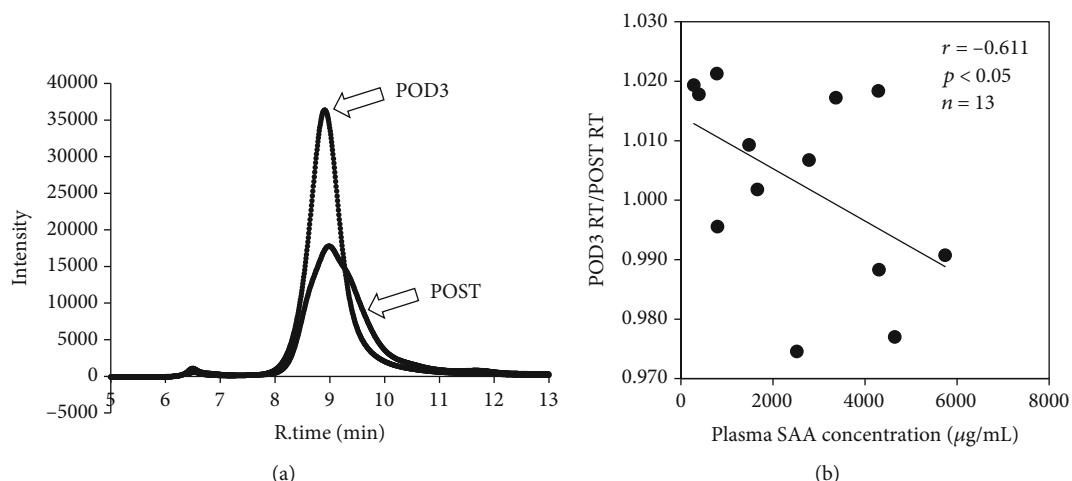 40000
35000
30000
25000
20000
15000
10000
5000
0
–5000
Intensity
5 6 7 8 9 10 11 12 13
R.time (min)
POD3
POST
(a)
1.030
1.020
1.010
1.000
0.990
0.980
0.970
POD3 RT/POST RT
r = –0.611
p < 0.05
n = 13
0 2000 4000 6000 8000
Plasma SAA concentration (μg/mL)
(b)